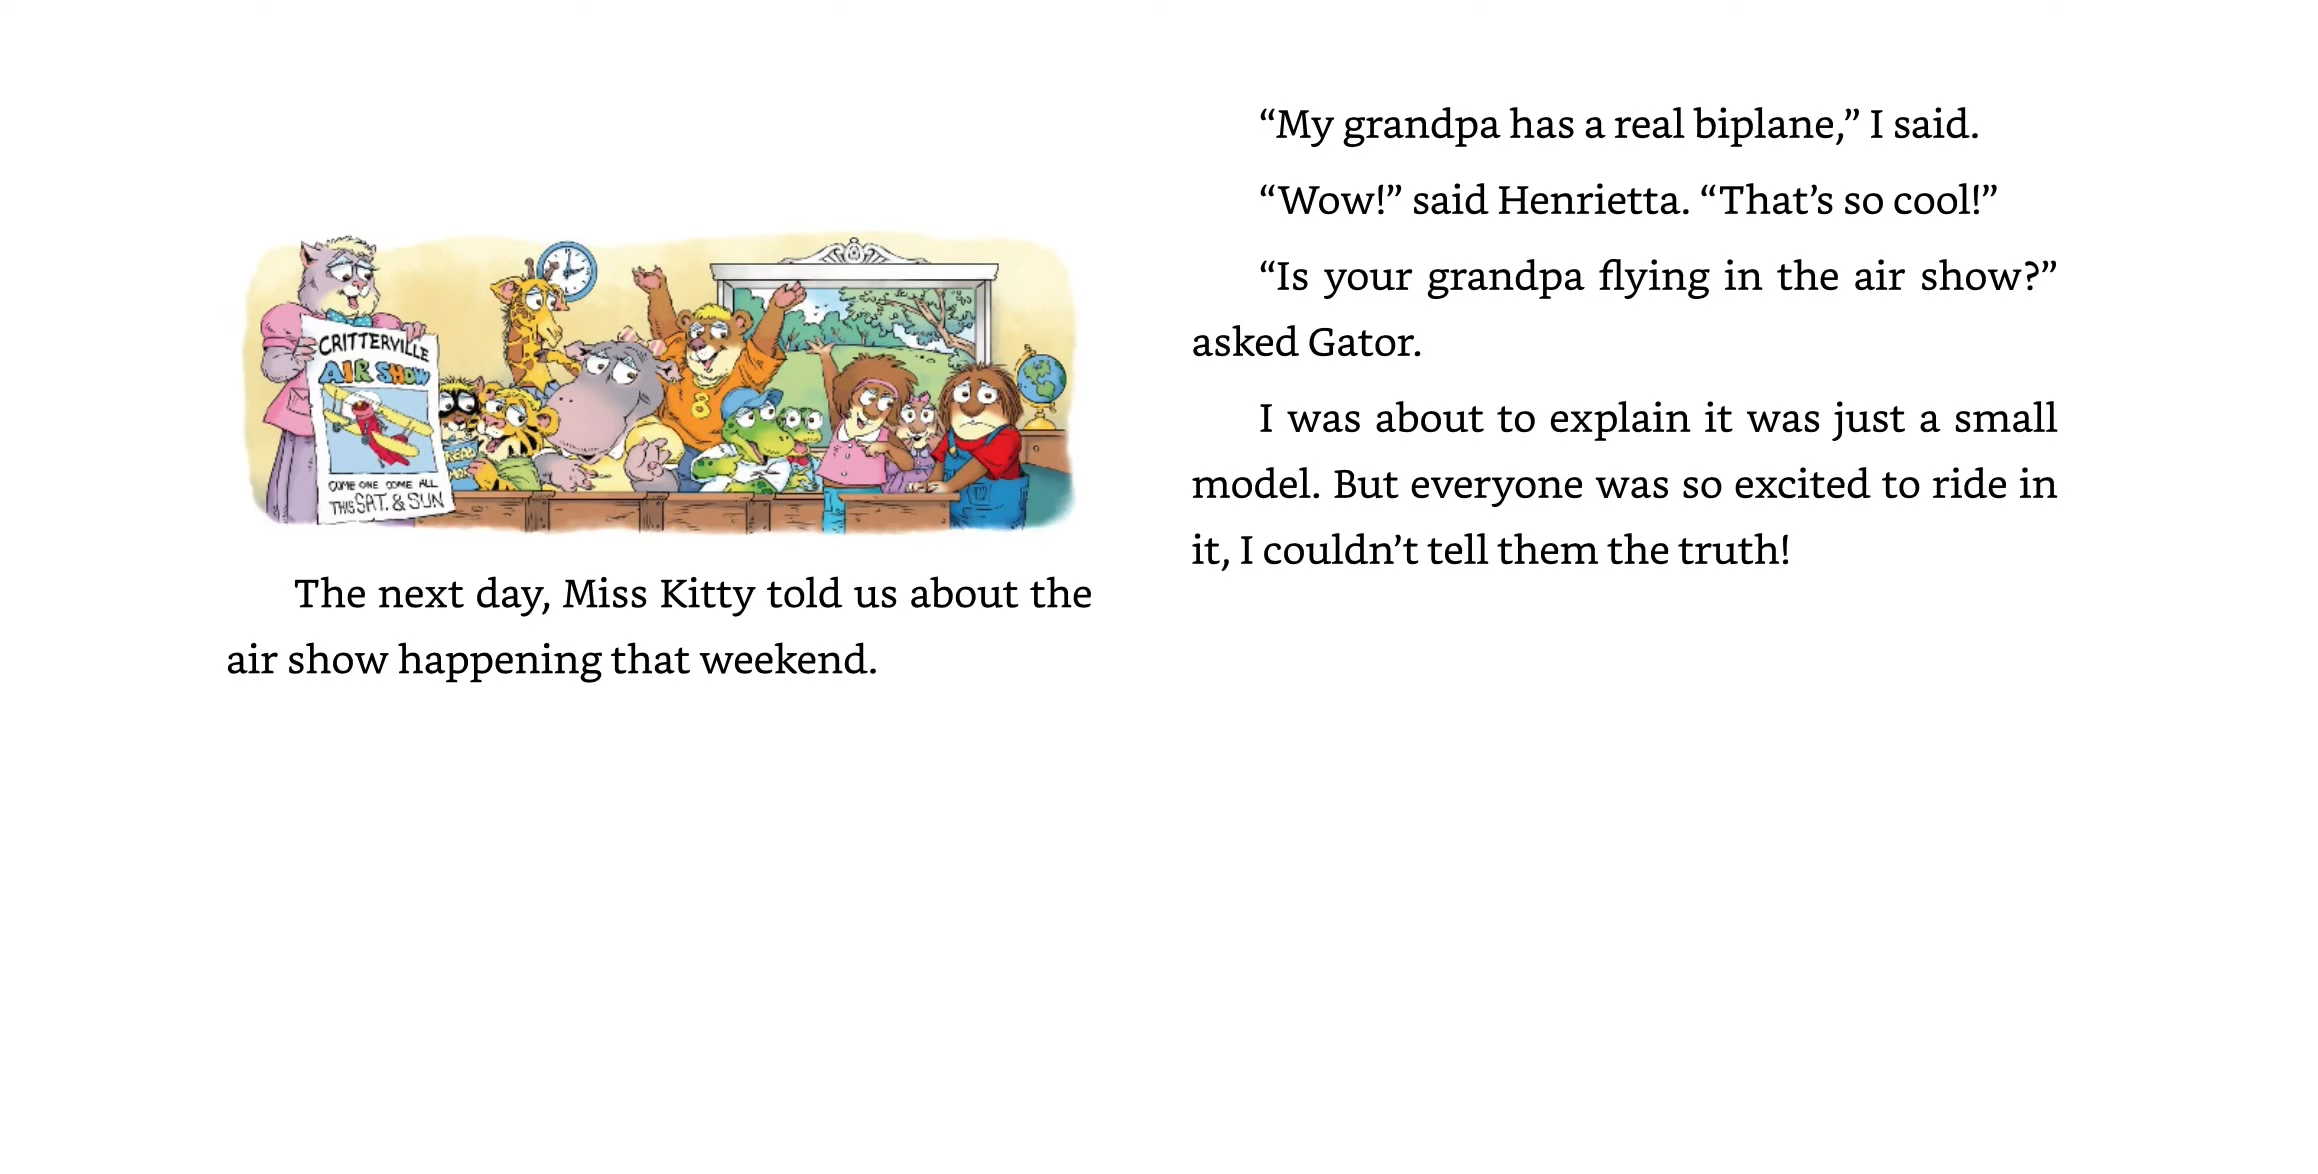 CRITTERVILLE
AIR SHOW
COME ONE COME ALL
THIS SAT. & SUN
READ
8
The next day, Miss Kitty told us about the
air show happening that weekend.
“My grandpa has a real biplane,” I said.
“Wow!” said Henrietta. “That’s so cool!”
“Is your grandpa flying in the air show?”
asked Gator.
I was about to explain it was just a small
model. But everyone was so excited to ride in
it, I couldn’t tell them the truth!